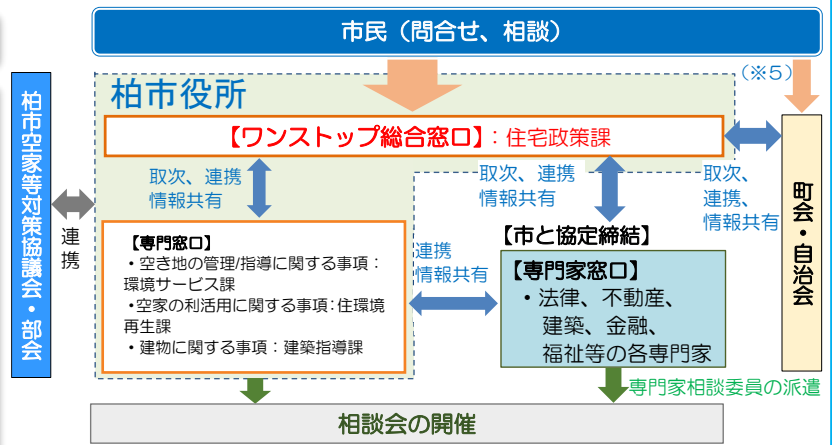 市民（問合せ、相談）
（※5）
柏市役所
【ワンストップ総合窓口】：住宅政策課
柏市空家等対策協議会・部会
連携
取次、連携
情報共有
取次、連携
情報共有
取次、
連携、
情報共有
町会・自治会
【専門窓口】
・空き地の管理/指導に関する事項：
環境サービス課
・空家の利活用に関する事項：住環境
再生課
・建物に関する事項：建築指導課
連携
情報共有
【市と協定締結】
【専門家窓口】
・法律、不動産、
建築、金融、
福祉等の各専門家
専門家相談委員の派遣
相談会の開催